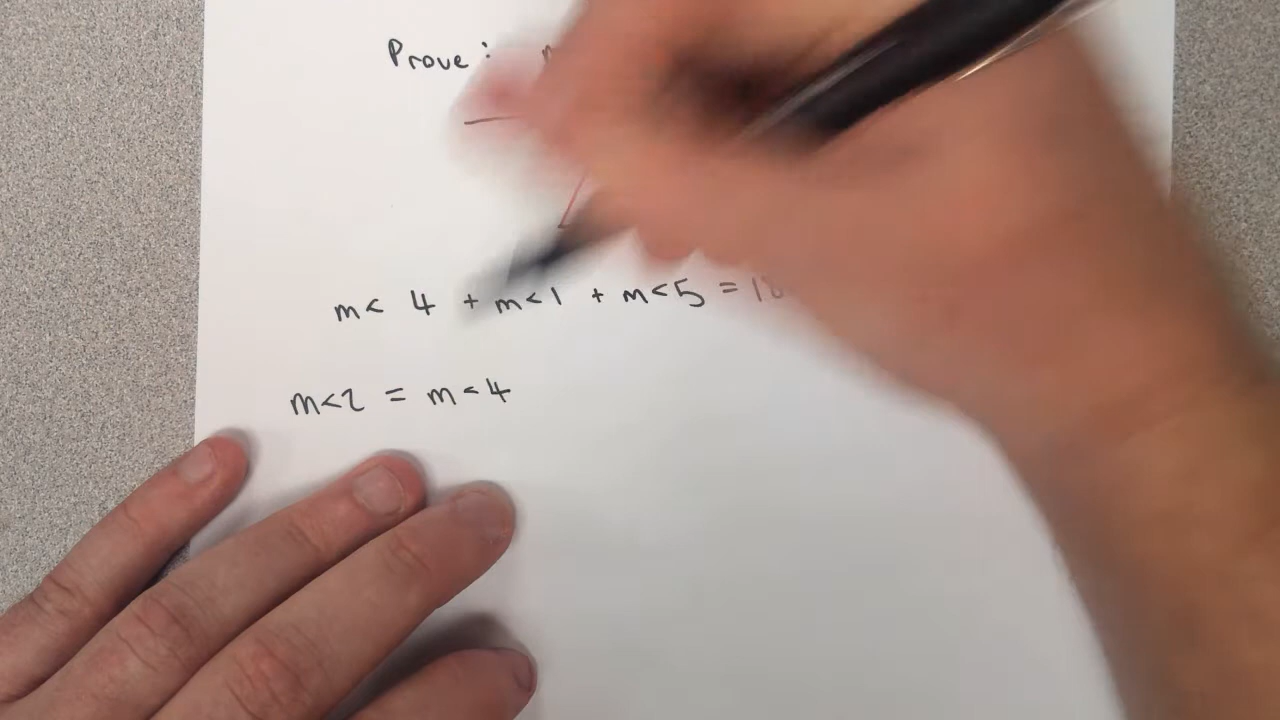 Prove:
m< 4 + m<1 + m<5 =
m<2 = m<4